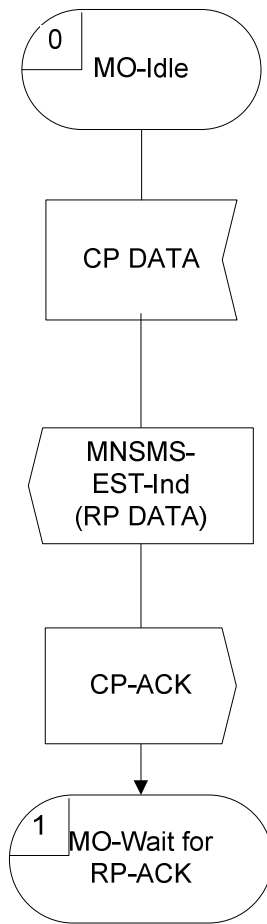 0
MO-Idle
CP DATA
MNSMS-
EST-Ind
(RP DATA)
CP-ACK
1
MO-Wait for
RP-ACK